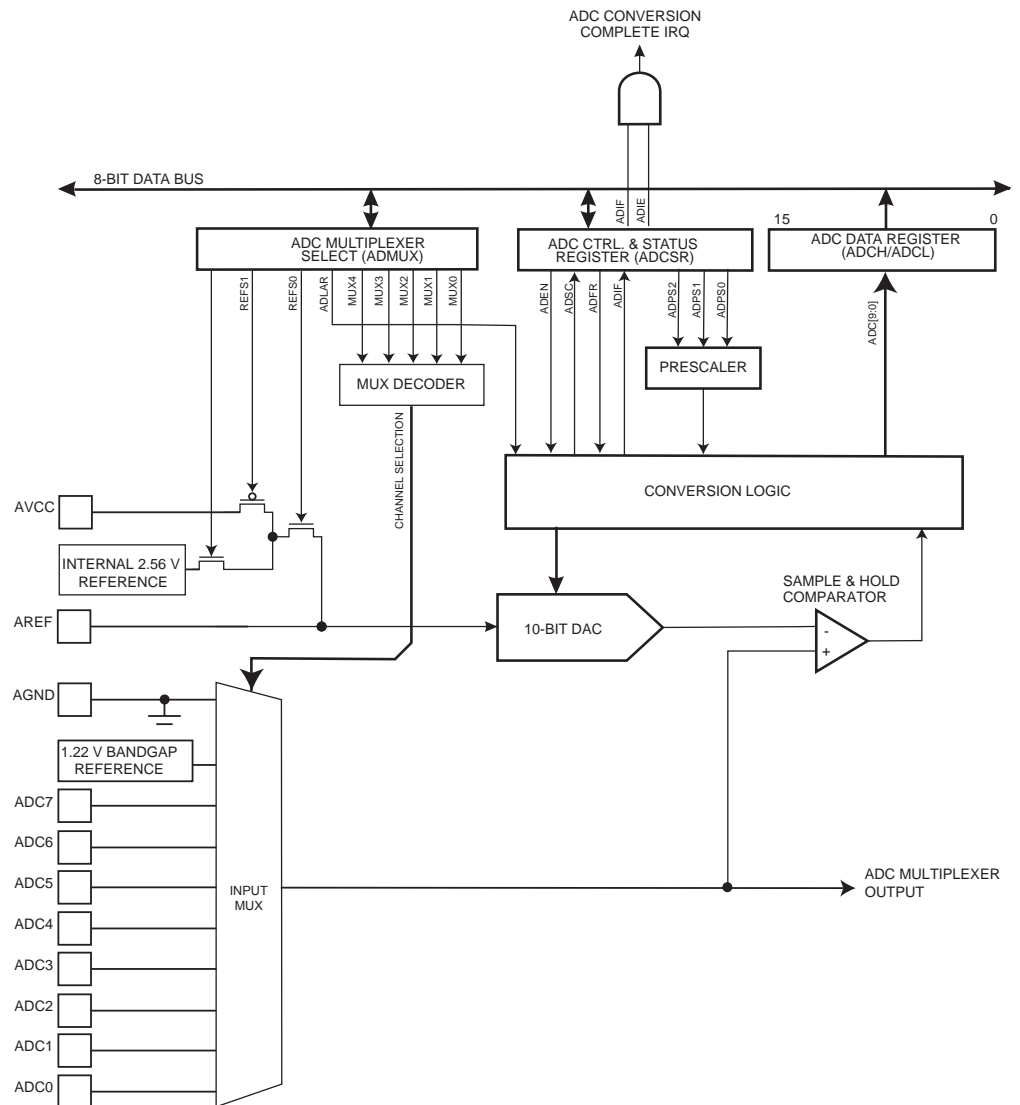 ADC CONVERSION
COMPLETE IRQ
8-BIT DATA BUS
ADIF
ADIE
15
0
ADC MULTIPLEXER
SELECT (ADMUX)
ADC CTRL. & STATUS
REGISTER (ADCSR)
ADC DATA REGISTER
(ADCH/ADCL)
REFS1
REFS0
ADLAR
MUX4
MUX3
MUX2
MUX1
MUX0
ADEN
ADSC
ADFR
ADIF
ADPS2
ADPS1
ADPS0
ADC[9:0]
MUX DECODER
PRESCALER
CHANNEL SELECTION
CONVERSION LOGIC
AVCC
INTERNAL 2.56 V
REFERENCE
SAMPLE & HOLD
COMPARATOR
AREF
10-BIT DAC
-
+
AGND
1.22 V BANDGAP
REFERENCE
ADC7
ADC6
ADC5
INPUT
MUX
ADC MULTIPLEXER
OUTPUT
ADC4
ADC3
ADC2
ADC1
ADC0